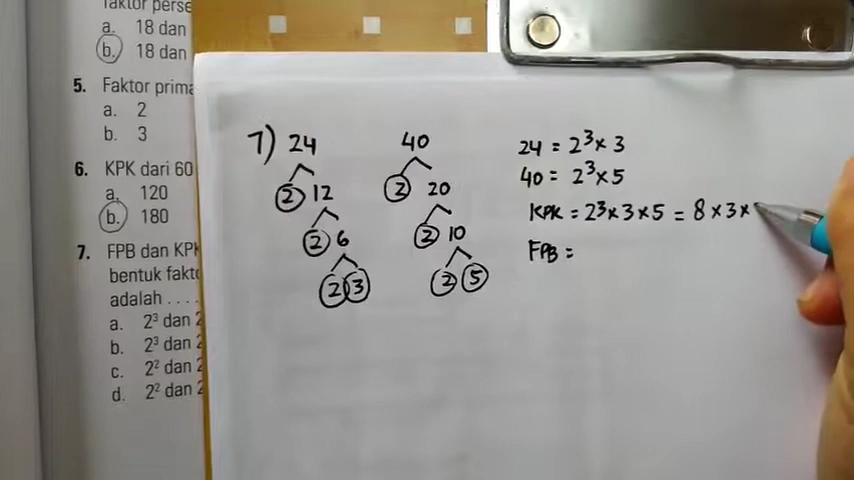 faktor perse
a. 18 dan
b. 18 dan
5. Faktor prima
a. 2
b. 3
6. KPK dari 60
a. 120
b. 180
7. FPB dan KPK
bentuk fakto
adalah ....
a. 2³ dan 2
b. 2³ dan 2
c. 2² dan 2
d. 2² dan 2
7) 24
2 12
2 6
2 3
40
2 20
2 10
2 5
24 = 2³ × 3
40 = 2³ × 5
KPK = 2³ × 3 × 5 = 8 × 3 ×
FPB =